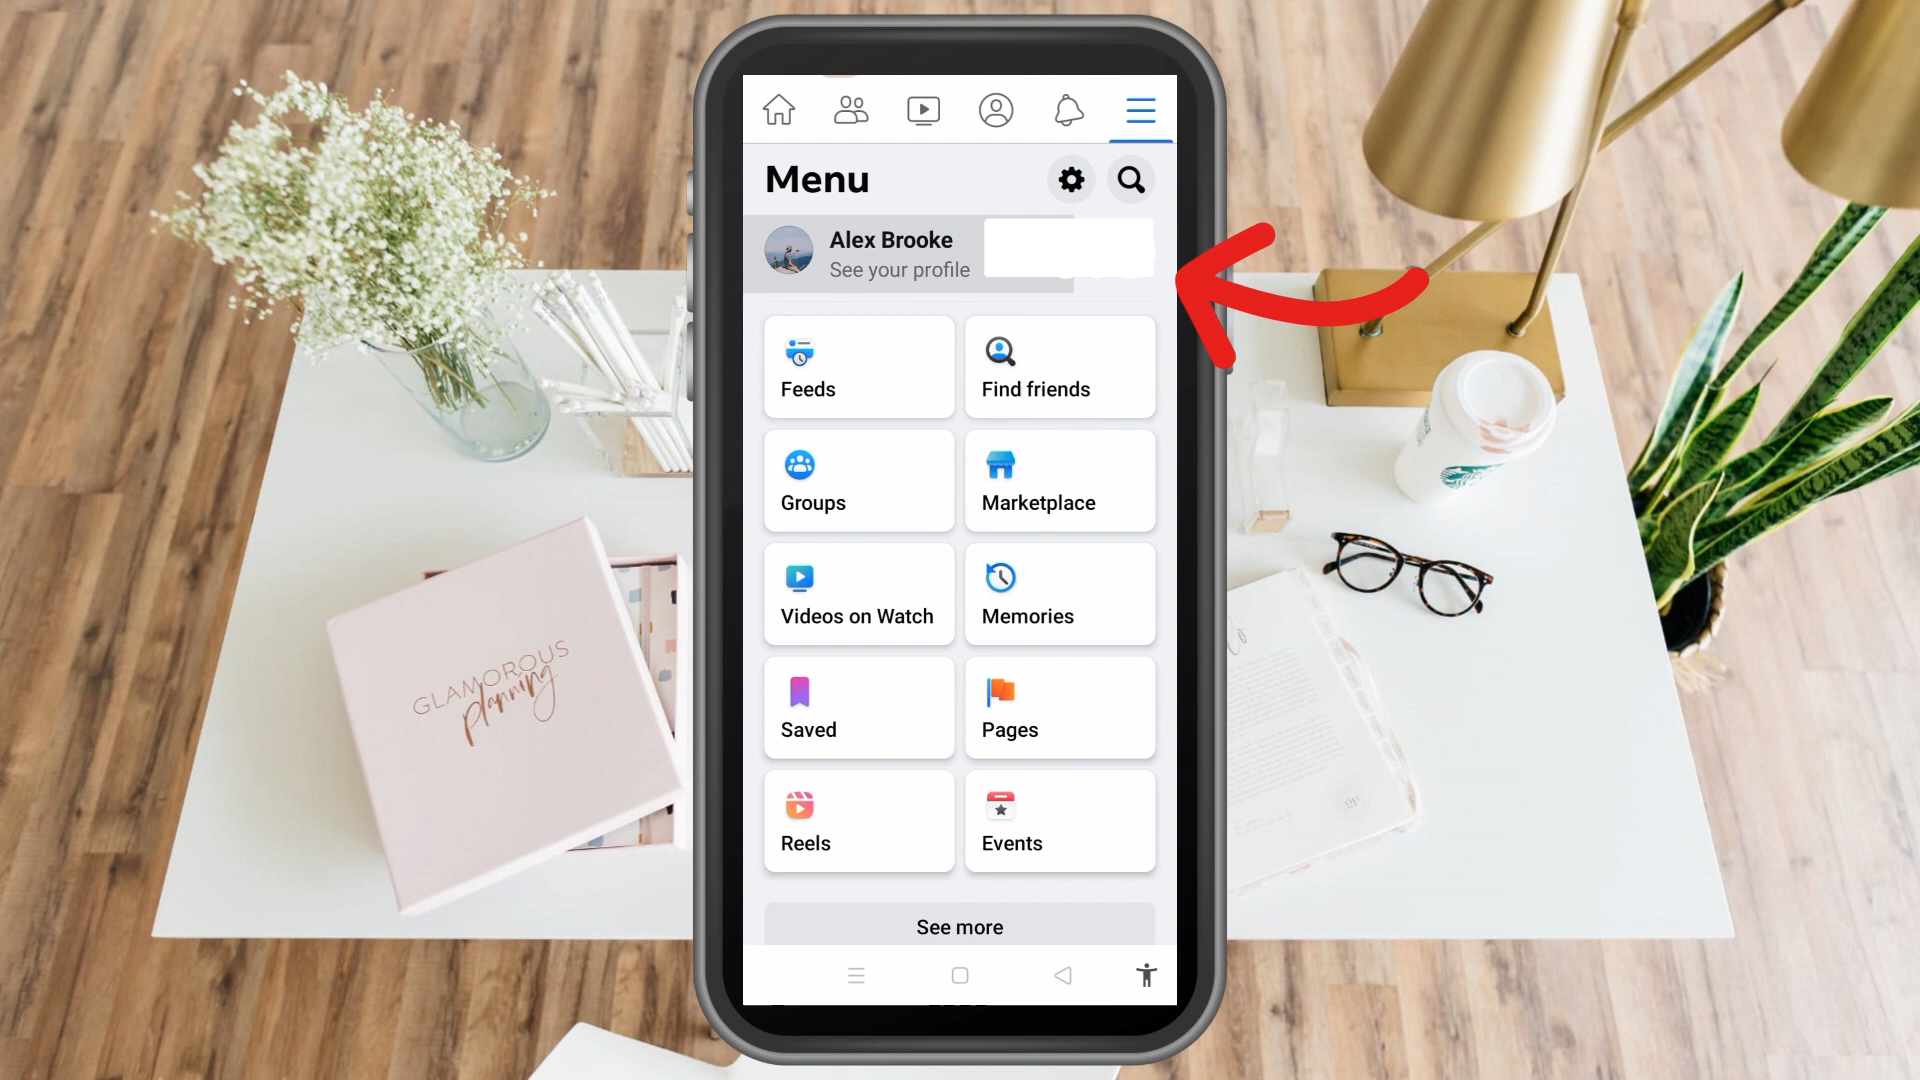 Menu
Alex Brooke
See your profile
Feeds
Find friends
Groups
Marketplace
Videos on Watch
Memories
Saved
Pages
Reels
Events
See more
GLAMOROUS
planning